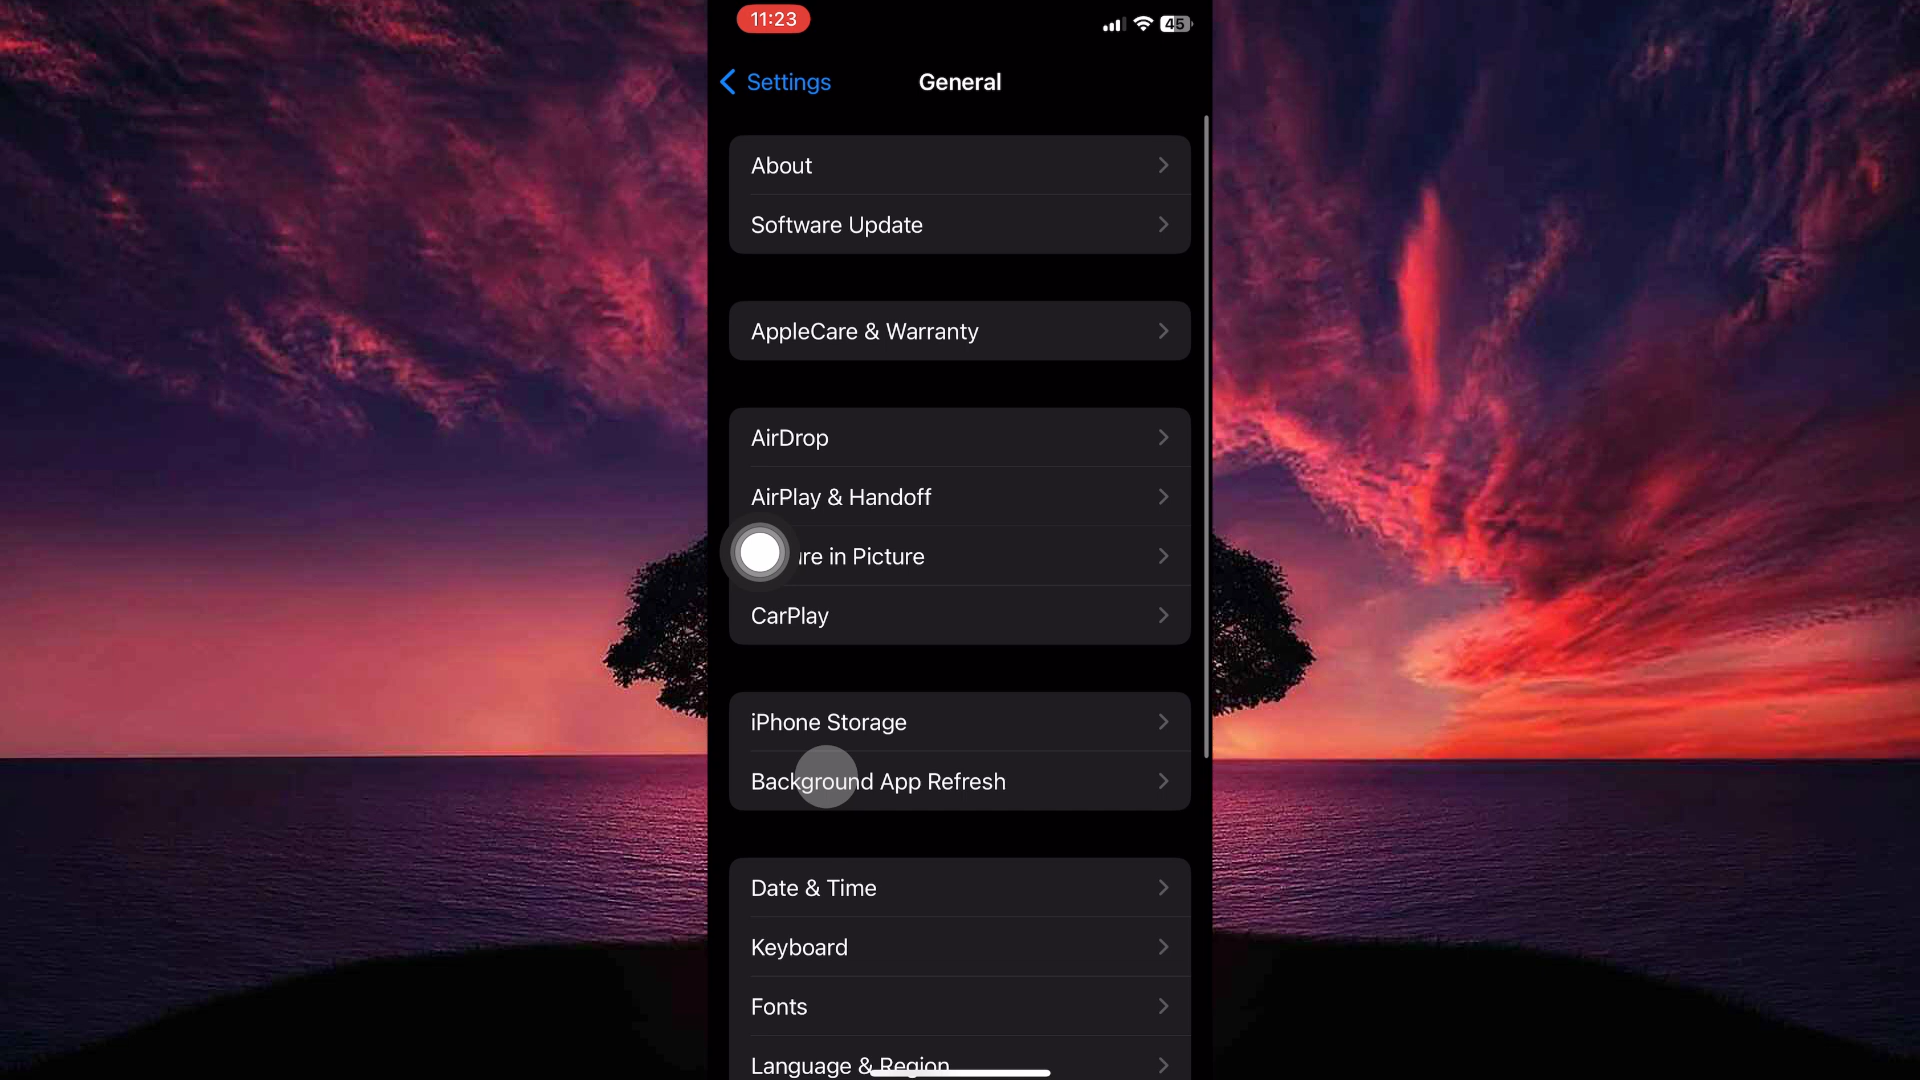 11:23
45
Settings
General
About
Software Update
AppleCare & Warranty
AirDrop
AirPlay & Handoff
ure in Picture
CarPlay
iPhone Storage
Background App Refresh
Date & Time
Keyboard
Fonts
Language & Region